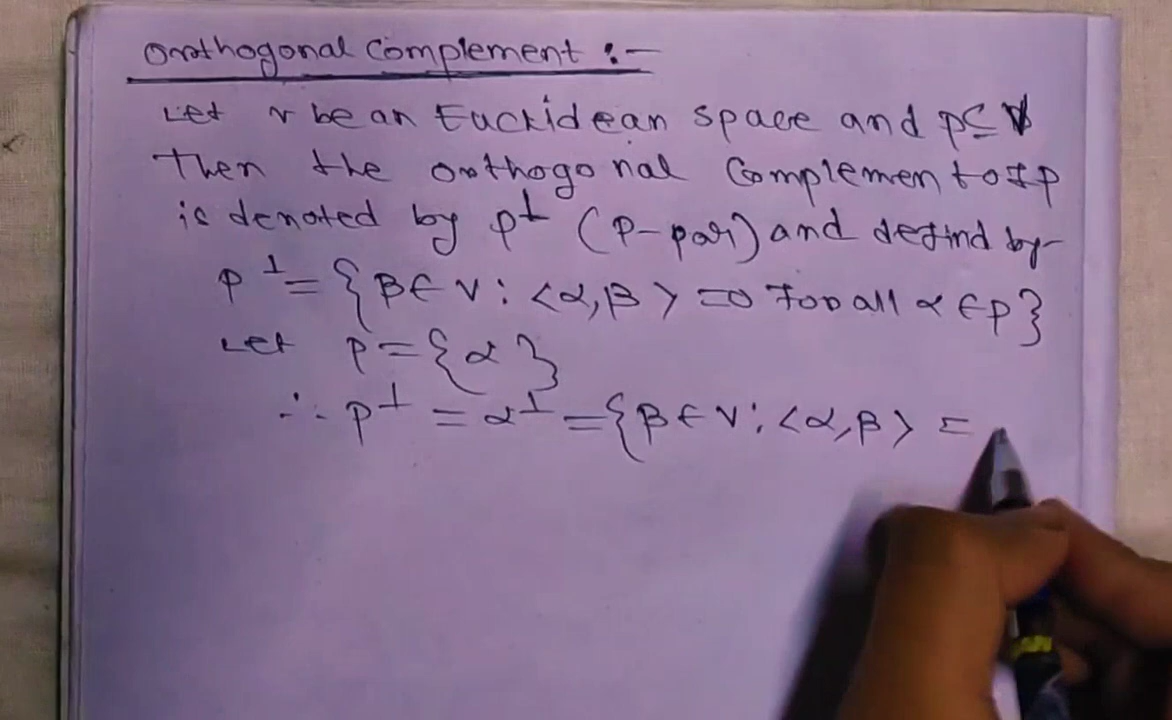 Orthogonal Complement :-
Let v be an Euclidean space and p ⊆ V
Then the orthogonal Complement of p
is denoted by p⊥ (P-par) and defind by-
p⊥ = {β ∈ V : <α, β> = 0 for all α ∈ p}
Let p = {α}
∴ p⊥ = α⊥ = {β ∈ V : <α, β> =